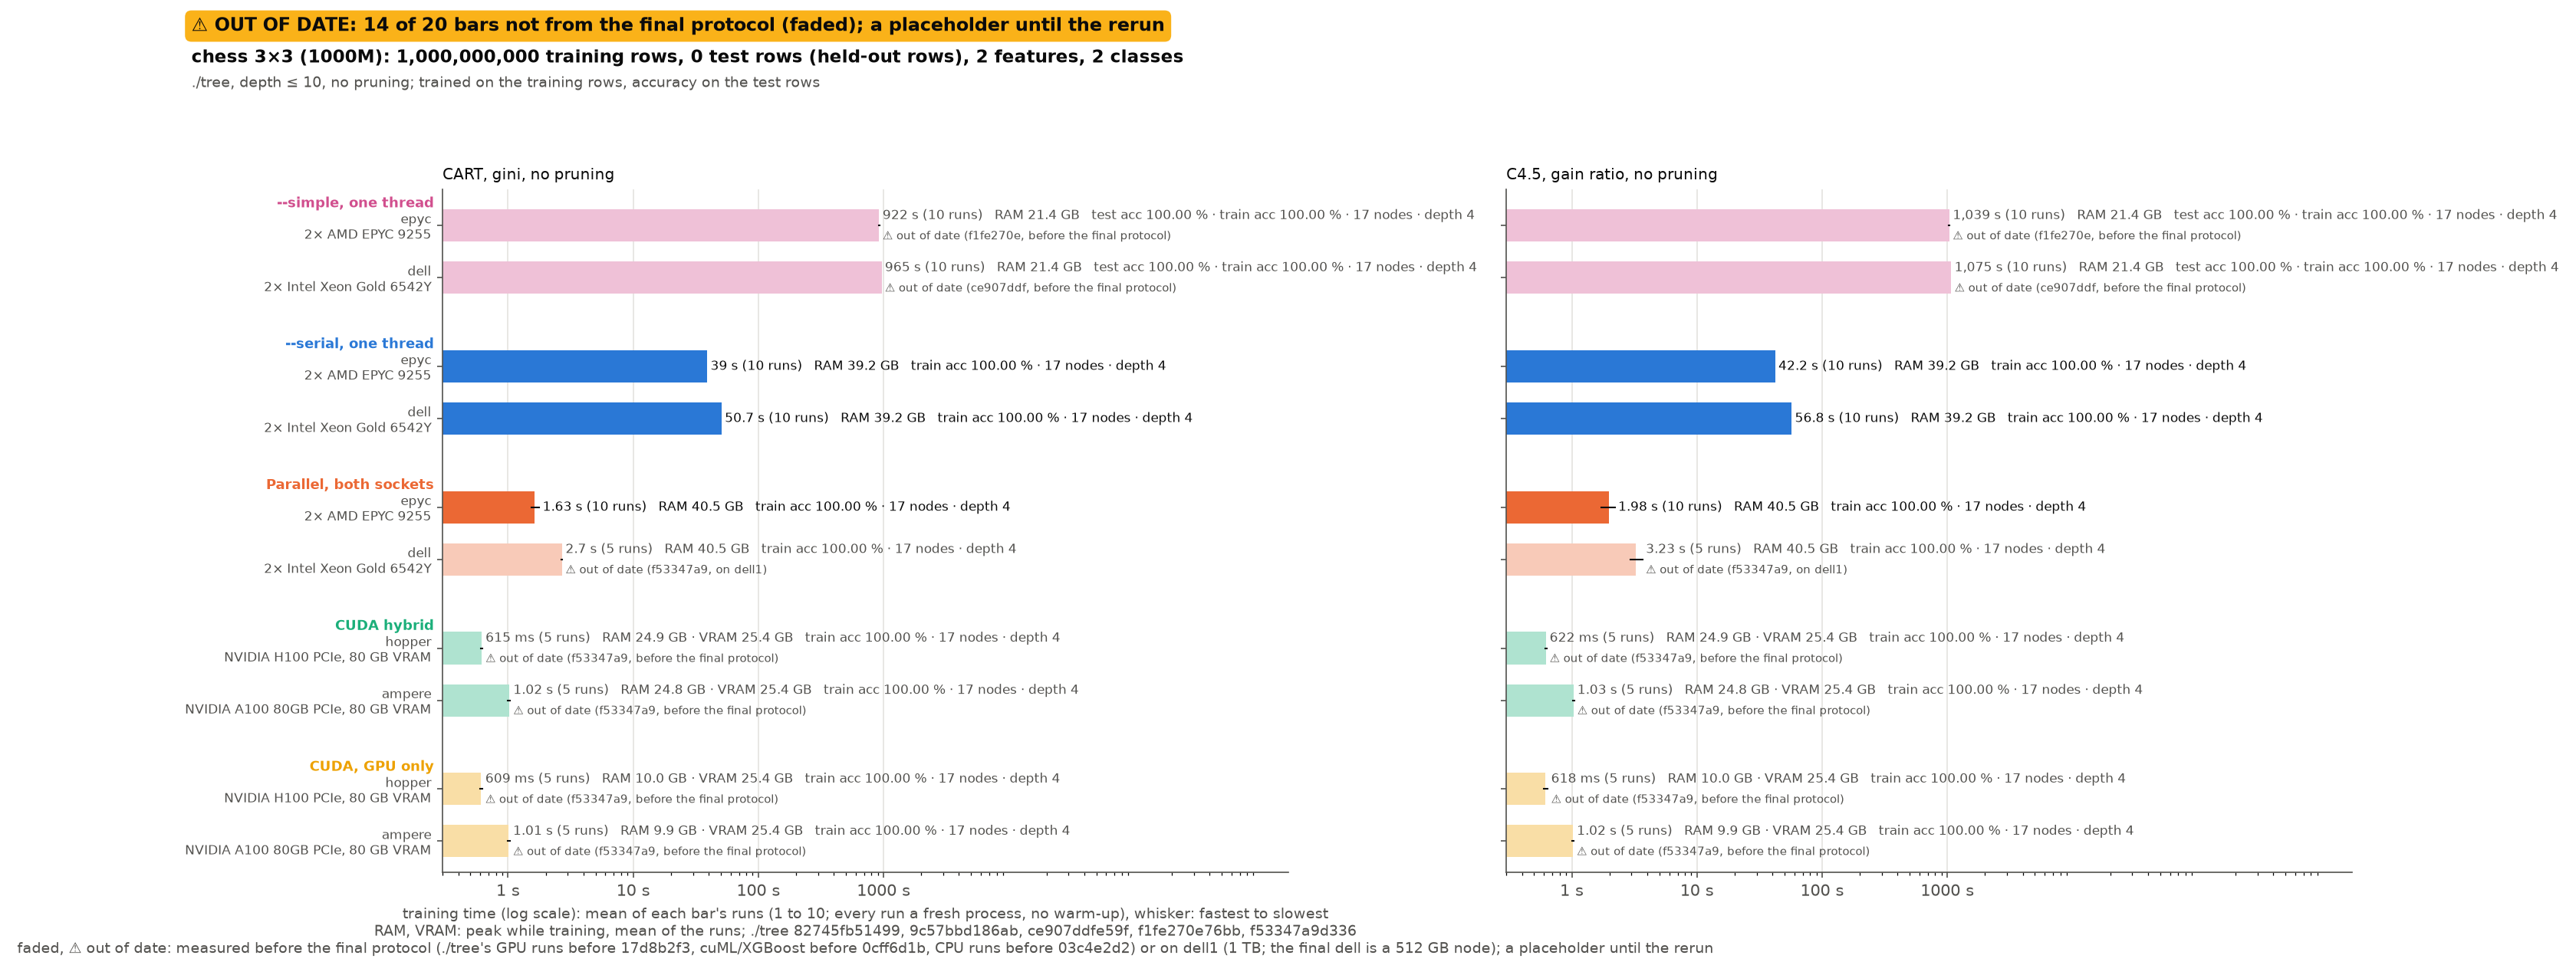 ⚠ OUT OF DATE: 14 of 20 bars not from the final protocol (faded); a placeholder until the rerun
chess 3×3 (1000M): 1,000,000,000 training rows, 0 test rows (held-out rows), 2 features, 2 classes
./tree, depth ≤ 10, no pruning; trained on the training rows, accuracy on the test rows
CART, gini, no pruning
--simple, one thread
epyc
2× AMD EPYC 9255
922 s (10 runs) RAM 21.4 GB test acc 100.00 % · train acc 100.00 % · 17 nodes · depth 4
⚠ out of date (f1fe270e, before the final protocol)
dell
2× Intel Xeon Gold 6542Y
965 s (10 runs) RAM 21.4 GB test acc 100.00 % · train acc 100.00 % · 17 nodes · depth 4
⚠ out of date (ce907ddf, before the final protocol)
--serial, one thread
epyc
2× AMD EPYC 9255
39 s (10 runs) RAM 39.2 GB train acc 100.00 % · 17 nodes · depth 4
dell
2× Intel Xeon Gold 6542Y
50.7 s (10 runs) RAM 39.2 GB train acc 100.00 % · 17 nodes · depth 4
Parallel, both sockets
epyc
2× AMD EPYC 9255
1.63 s (10 runs) RAM 40.5 GB train acc 100.00 % · 17 nodes · depth 4
dell
2× Intel Xeon Gold 6542Y
2.7 s (5 runs) RAM 40.5 GB train acc 100.00 % · 17 nodes · depth 4
⚠ out of date (f53347a9, on dell1)
CUDA hybrid
hopper
NVIDIA H100 PCIe, 80 GB VRAM
615 ms (5 runs) RAM 24.9 GB · VRAM 25.4 GB train acc 100.00 % · 17 nodes · depth 4
⚠ out of date (f53347a9, before the final protocol)
ampere
NVIDIA A100 80GB PCIe, 80 GB VRAM
1.02 s (5 runs) RAM 24.8 GB · VRAM 25.4 GB train acc 100.00 % · 17 nodes · depth 4
⚠ out of date (f53347a9, before the final protocol)
CUDA, GPU only
hopper
NVIDIA H100 PCIe, 80 GB VRAM
609 ms (5 runs) RAM 10.0 GB · VRAM 25.4 GB train acc 100.00 % · 17 nodes · depth 4
⚠ out of date (f53347a9, before the final protocol)
ampere
NVIDIA A100 80GB PCIe, 80 GB VRAM
1.01 s (5 runs) RAM 9.9 GB · VRAM 25.4 GB train acc 100.00 % · 17 nodes · depth 4
⚠ out of date (f53347a9, before the final protocol)
1 s 10 s 100 s 1000 s
C4.5, gain ratio, no pruning
1,039 s (10 runs) RAM 21.4 GB test acc 100.00 % · train acc 100.00 % · 17 nodes · depth 4
⚠ out of date (f1fe270e, before the final protocol)
1,075 s (10 runs) RAM 21.4 GB test acc 100.00 % · train acc 100.00 % · 17 nodes · depth 4
⚠ out of date (ce907ddf, before the final protocol)
42.2 s (10 runs) RAM 39.2 GB train acc 100.00 % · 17 nodes · depth 4
56.8 s (10 runs) RAM 39.2 GB train acc 100.00 % · 17 nodes · depth 4
1.98 s (10 runs) RAM 40.5 GB train acc 100.00 % · 17 nodes · depth 4
3.23 s (5 runs) RAM 40.5 GB train acc 100.00 % · 17 nodes · depth 4
⚠ out of date (f53347a9, on dell1)
622 ms (5 runs) RAM 24.9 GB · VRAM 25.4 GB train acc 100.00 % · 17 nodes · depth 4
⚠ out of date (f53347a9, before the final protocol)
1.03 s (5 runs) RAM 24.8 GB · VRAM 25.4 GB train acc 100.00 % · 17 nodes · depth 4
⚠ out of date (f53347a9, before the final protocol)
618 ms (5 runs) RAM 10.0 GB · VRAM 25.4 GB train acc 100.00 % · 17 nodes · depth 4
⚠ out of date (f53347a9, before the final protocol)
1.02 s (5 runs) RAM 9.9 GB · VRAM 25.4 GB train acc 100.00 % · 17 nodes · depth 4
⚠ out of date (f53347a9, before the final protocol)
1 s 10 s 100 s 1000 s
training time (log scale): mean of each bar's runs (1 to 10; every run a fresh process, no warm-up), whisker: fastest to slowest
RAM, VRAM: peak while training, mean of the runs; ./tree 82745fb51499, 9c57bbd186ab, ce907ddfe59f, f1fe270e76bb, f53347a9d336
faded, ⚠ out of date: measured before the final protocol (./tree's GPU runs before 17d8b2f3, cuML/XGBoost before 0cff6d1b, CPU runs before 03c4e2d2) or on dell1 (1 TB; the final dell is a 512 GB node); a placeholder until the rerun